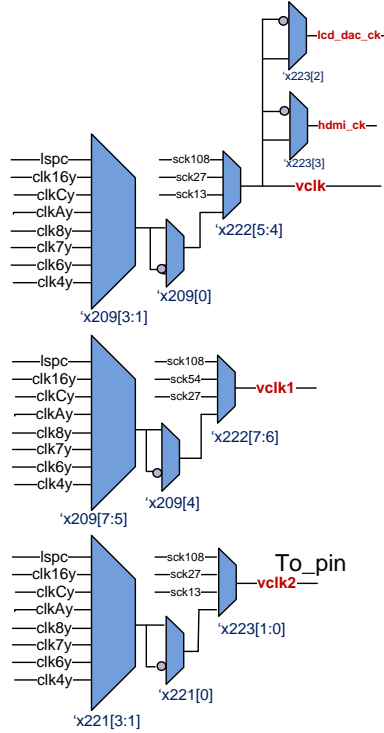 lcd_dac_ck
‘x223[2]
hdmi_ck
‘x223[3]
vclk
lspc
clk16y
clkCy
clkAy
clk8y
clk7y
clk6y
clk4y
sck108
sck27
sck13
‘x222[5:4]
‘x209[0]
‘x209[3:1]
lspc
clk16y
clkCy
clkAy
clk8y
clk7y
clk6y
clk4y
sck108
sck54
sck27
vclk1
‘x222[7:6]
‘x209[4]
‘x209[7:5]
lspc
clk16y
clkCy
clkAy
clk8y
clk7y
clk6y
clk4y
sck108
sck27
sck13
To_pin
vclk2
‘x223[1:0]
‘x221[0]
‘x221[3:1]